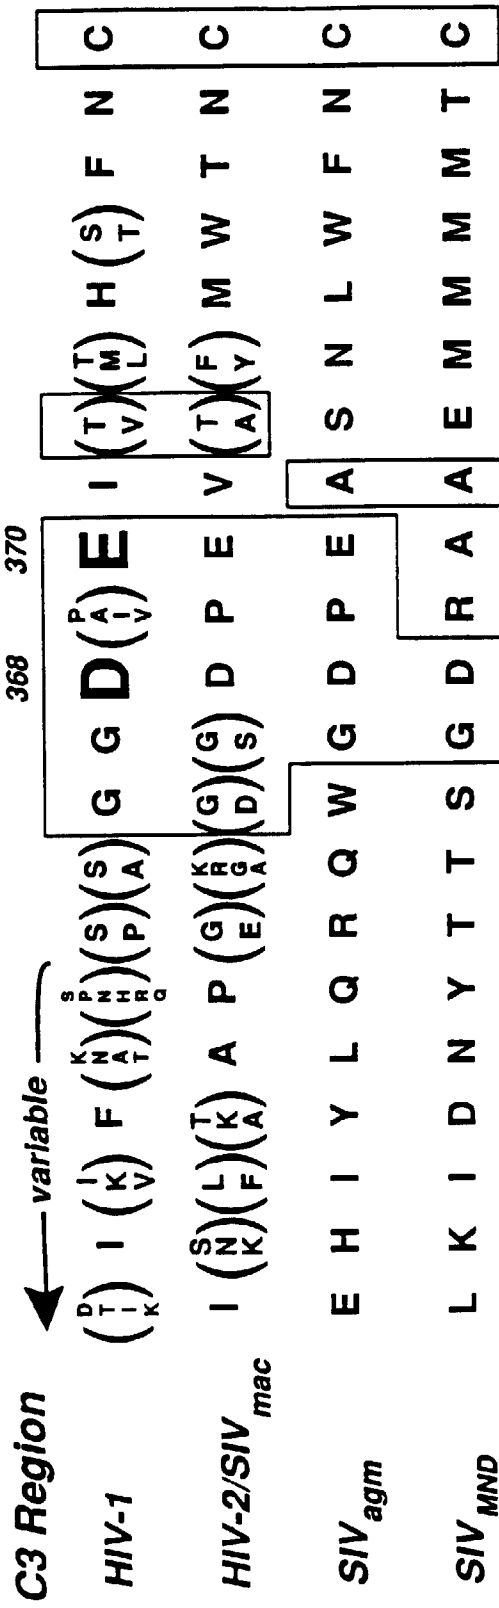 368 370
C3 Region variable
HIV-1 (D T I K) I (I K V) F (K N A T) (S P N H R Q) (S P) (S A) G G D (P A I V) E I (T V) (T M L) H (S T) F N C
HIV-2/SIVmac I (S N K) (L F) (T K A) A P (G E) (K R G A) (G D) (G S) D P E V (T A) (F Y) M W T N C
SIVagm E H I Y L Q R Q W G D P E A S N L W F N C
SIVMND L K I D N Y T T S G D R A A E M M M M T C